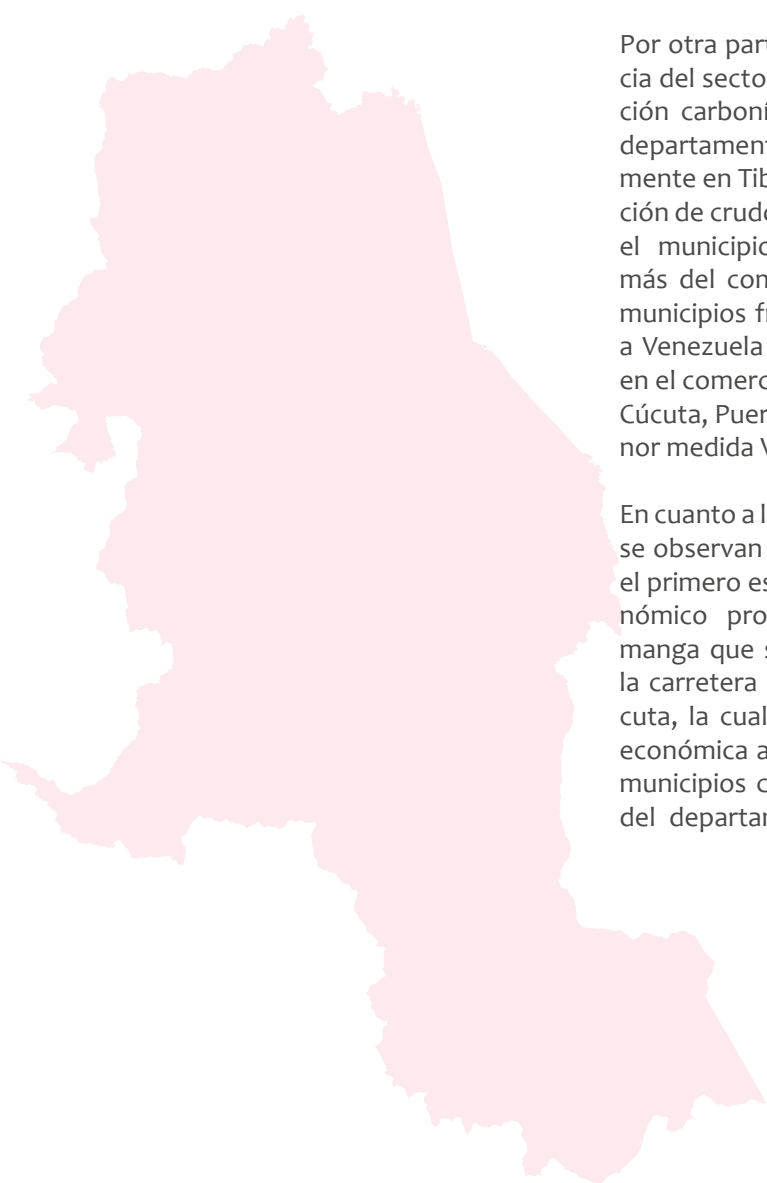 Por otra part
cia del secto
ción carboní
departament
mente en Tib
ción de crudo
el municipio
más del con
municipios fr
a Venezuela
en el comerc
Cúcuta, Puer
nor medida V
En cuanto a l
se observan
el primero es
nómico pro
manga que s
la carretera
cuta, la cual
económica a
municipios c
del departar